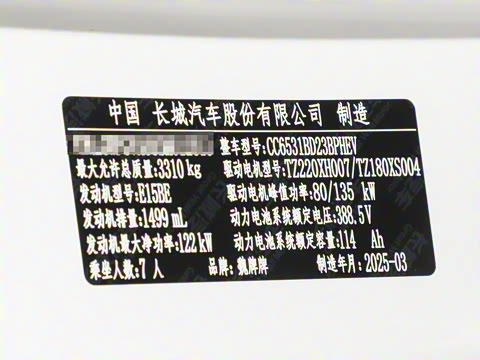 中国 长城汽车股份有限公司 制造
整车型号:CC6531BD23BPHEV
最大允许总质量:3310 kg 驱动电机型号:TZ220XH007/TZ180XS004
发动机型号:E15BE 驱动电机峰值功率:80/135 kW
发动机排量:1499 mL 动力电池系统额定电压:388.5V
发动机最大净功率:122 kW 动力电池系统额定容量:114 Ah
乘坐人数:7 人 品牌:魏牌牌 制造年月:2025-03